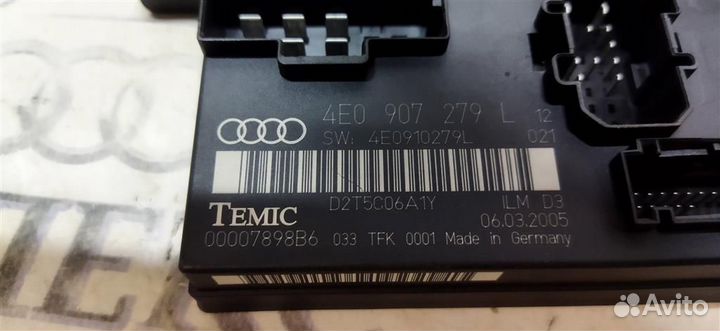 4E0 907 279 L 12
SW: 4E0910279L 021
D2T5C06A1Y ILM D3
TEMIC 06.03.2005
00007898B6 033 TFK 0001 Made in Germany
Avito